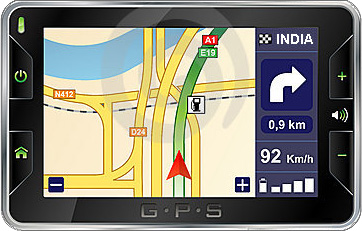 A1
E19
INDIA
N412
D24
0,9 km
92 Km/h
G·P·S